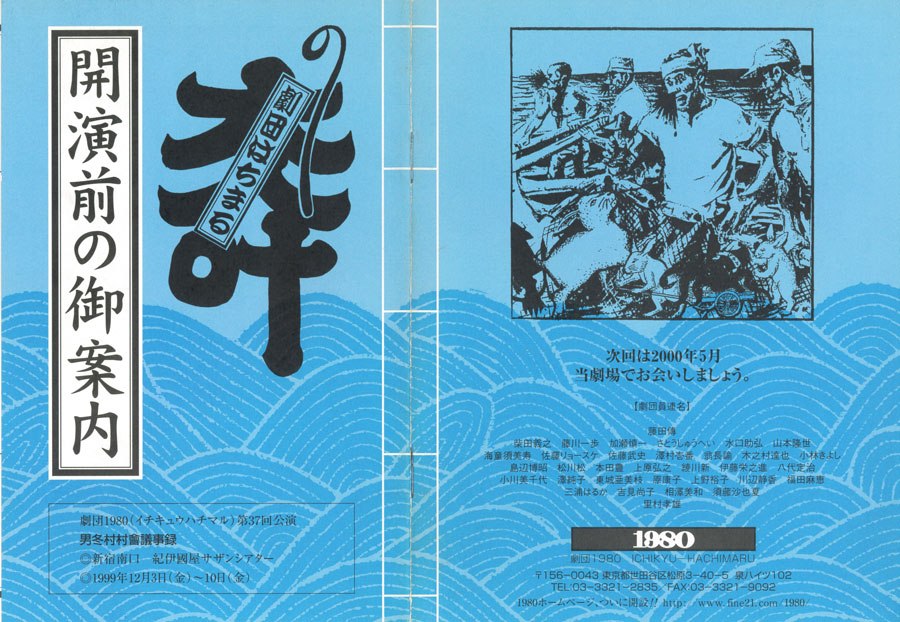 開演前の御案内
劇団はちまる
劇団1980（イチキュウハチマル）第37回公演
男冬村村會議事録
◎新宿南口　紀伊國屋サザンシアター
◎1999年12月3日（金）～10日（金）
次回は2000年5月
当劇場でお会いしましょう。
【劇団員連名】
藤田傳
柴田義之　藤川一歩　加瀬慎一　さとうじゅうへい　水口助弘　山本隆世
海童須美寿　佐藤リョースケ　佐藤武史　澤村壱番　翁長諭　木之村達也　小林さよし
島辺博昭　松川松　本田豊　上原弘之　綾川新　伊藤栄之進　八代定治
小川美千代　澤純子　東城亜美枝　原康子　上野裕子　川辺静香　福田麻恵
三浦はるか　吉見尚子　相澤美和　須藤沙也夏
里村孝雄
1980
劇団1980　ICHIKYU-HACHIMARU
〒156-0043 東京都世田谷区松原3-40-5 泉ハイツ102
TEL:03-3321-2835／FAX:03-3321-9092
1980ホームページ、ついに開設!! http://www.fine21.com/1980/